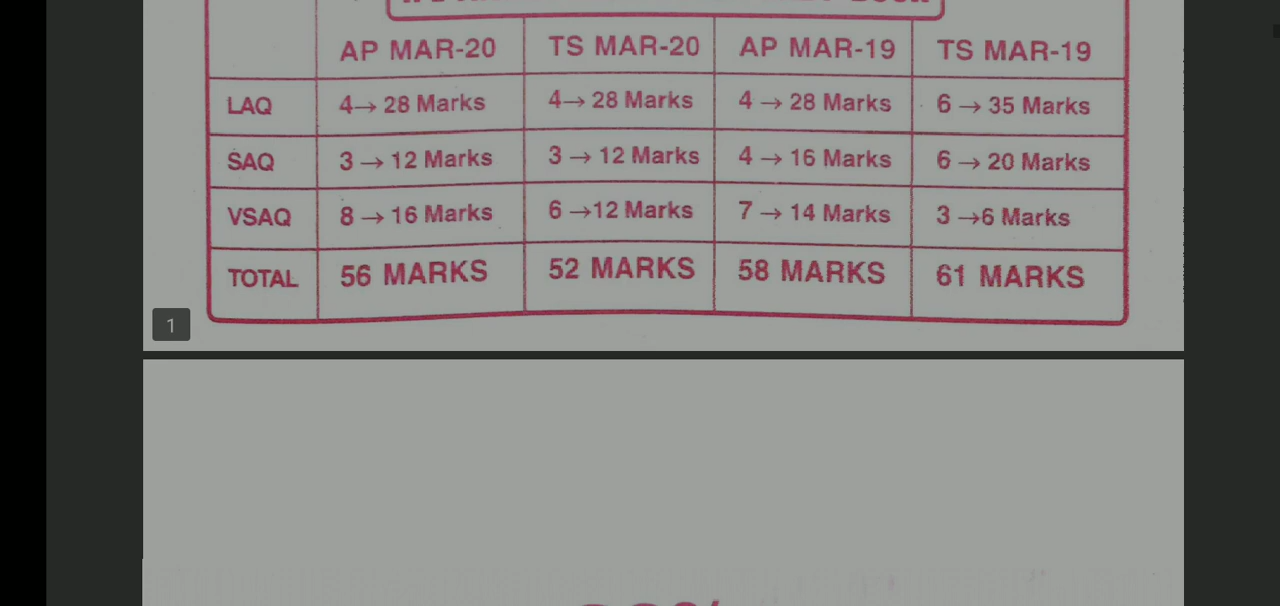 AP MAR-20 TS MAR-20 AP MAR-19 TS MAR-19
LAQ 4→ 28 Marks 4→ 28 Marks 4 → 28 Marks 6 → 35 Marks
SAQ 3 → 12 Marks 3 → 12 Marks 4 → 16 Marks 6 → 20 Marks
VSAQ 8 → 16 Marks 6 →12 Marks 7 → 14 Marks 3 →6 Marks
TOTAL 56 MARKS 52 MARKS 58 MARKS 61 MARKS
1